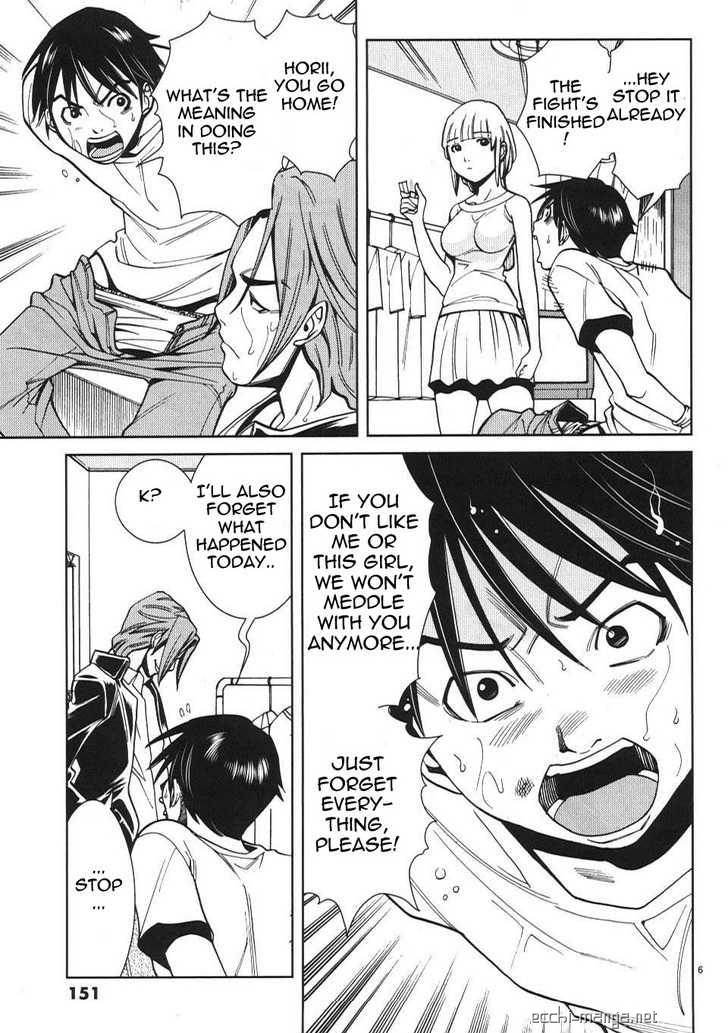 ...HEY
STOP IT
ALREADY
THE
FIGHT'S
FINISHED
!
HORII,
YOU GO
HOME!
WHAT'S THE
MEANING
IN DOING
THIS?
IF YOU
DON'T LIKE
ME OR
THIS GIRL,
WE WON'T
MEDDLE
WITH YOU
ANYMORE...
JUST
FORGET
EVERY-
THING,
PLEASE!
I'LL ALSO
FORGET
WHAT
HAPPENED
TODAY..
K?
...
STOP
...
6
151
ecchi-manga.net